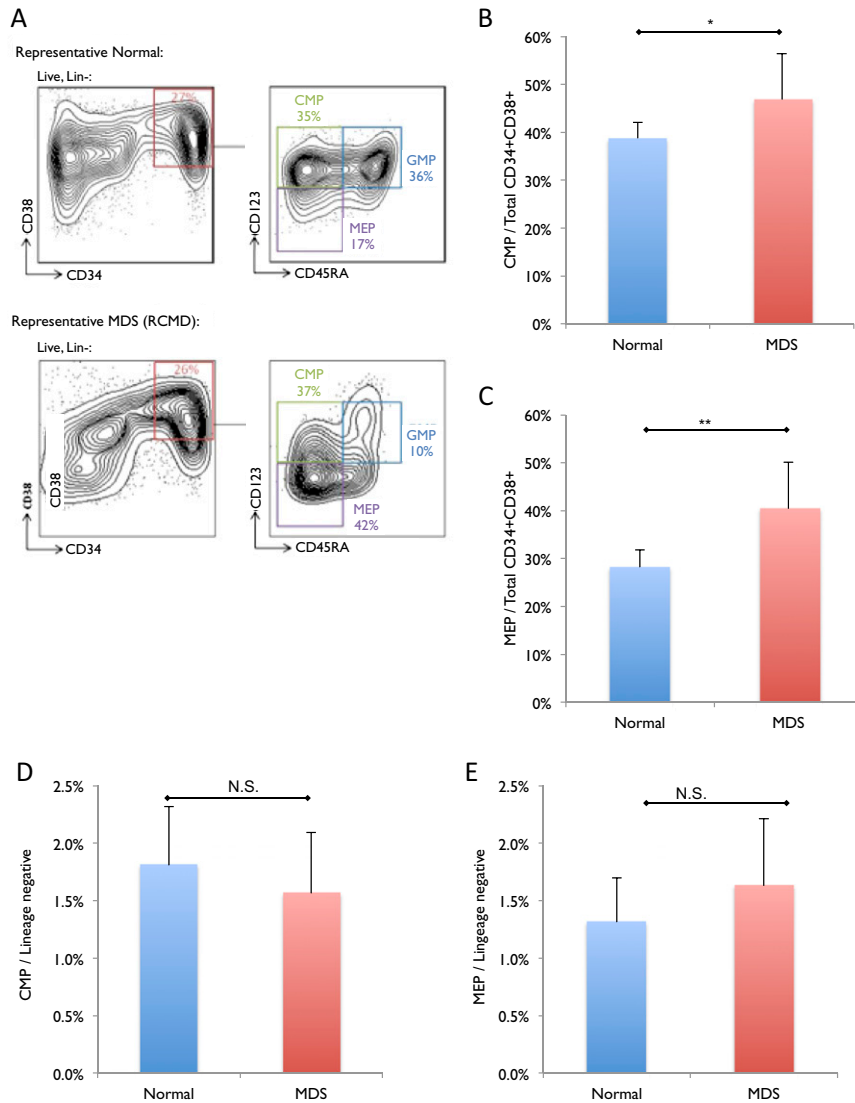 A
Representative Normal:
Live, Lin-:
27%
CD38
CD34
CMP
35%
GMP
36%
MEP
17%
CD123
CD45RA
Representative MDS (RCMD):
Live, Lin-:
26%
CD38
CD38
CD34
CMP
37%
GMP
10%
MEP
42%
CD123
CD45RA
B
*
60%
50%
40%
30%
20%
10%
0%
CMP / Total CD34+CD38+
Normal MDS
C
**
60%
50%
40%
30%
20%
10%
0%
MEP / Total CD34+CD38+
Normal MDS
D
N.S.
2.5%
2.0%
1.5%
1.0%
0.5%
0.0%
CMP / Lineage negative
Normal MDS
E
N.S.
2.5%
2.0%
1.5%
1.0%
0.5%
0.0%
MEP / Lingeage negative
Normal MDS